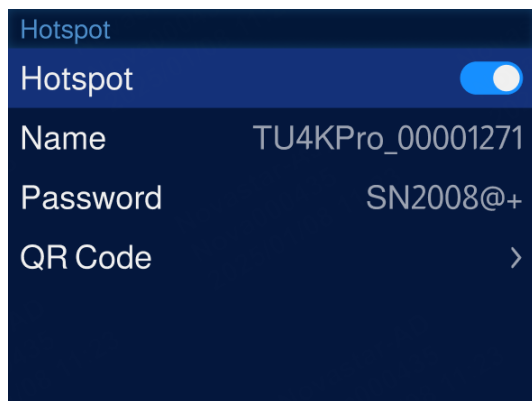 Hotspot
Hotspot
Name TU4KPro_00001271
Password SN2008@+
QR Code >